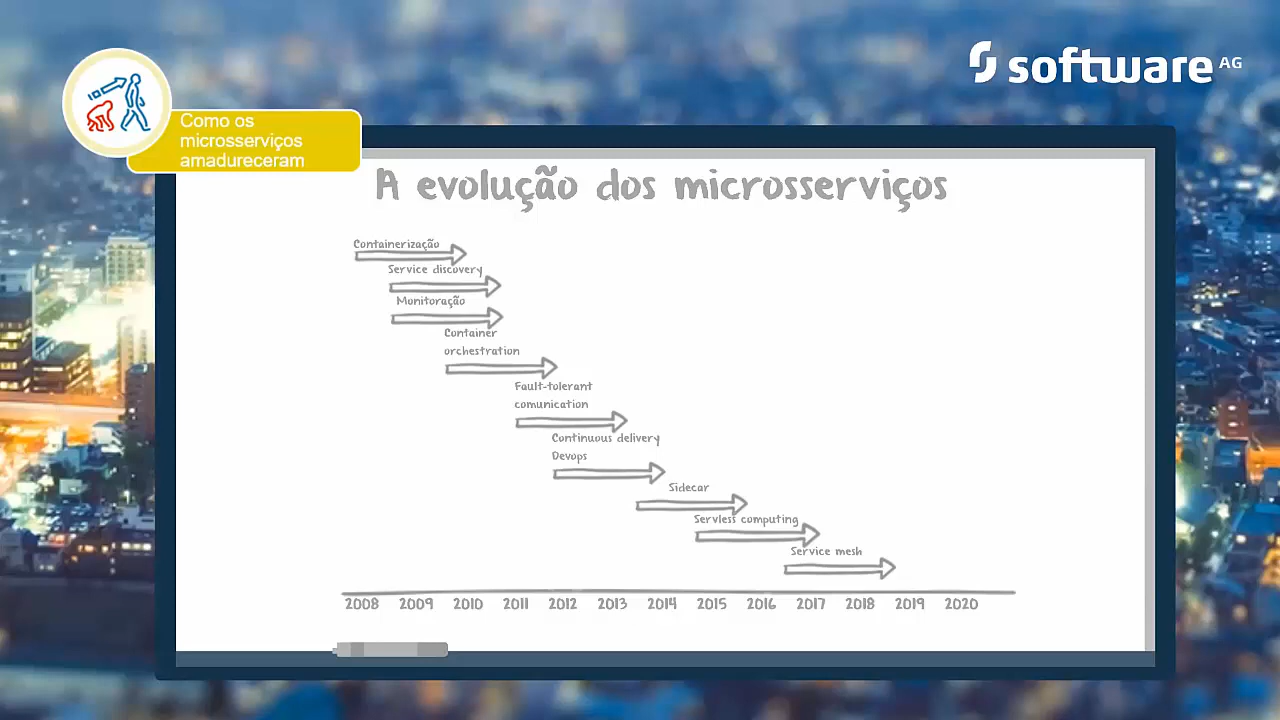 software AG
Como os
microsserviços
amadureceram
A evolução dos microsserviços
Containerização
Service discovery
Monitoração
Container
orchestration
Fault-tolerant
comunication
Continuous delivery
Devops
Sidecar
Servless computing
Service mesh
2008 2009 2010 2011 2012 2013 2014 2015 2016 2017 2018 2019 2020